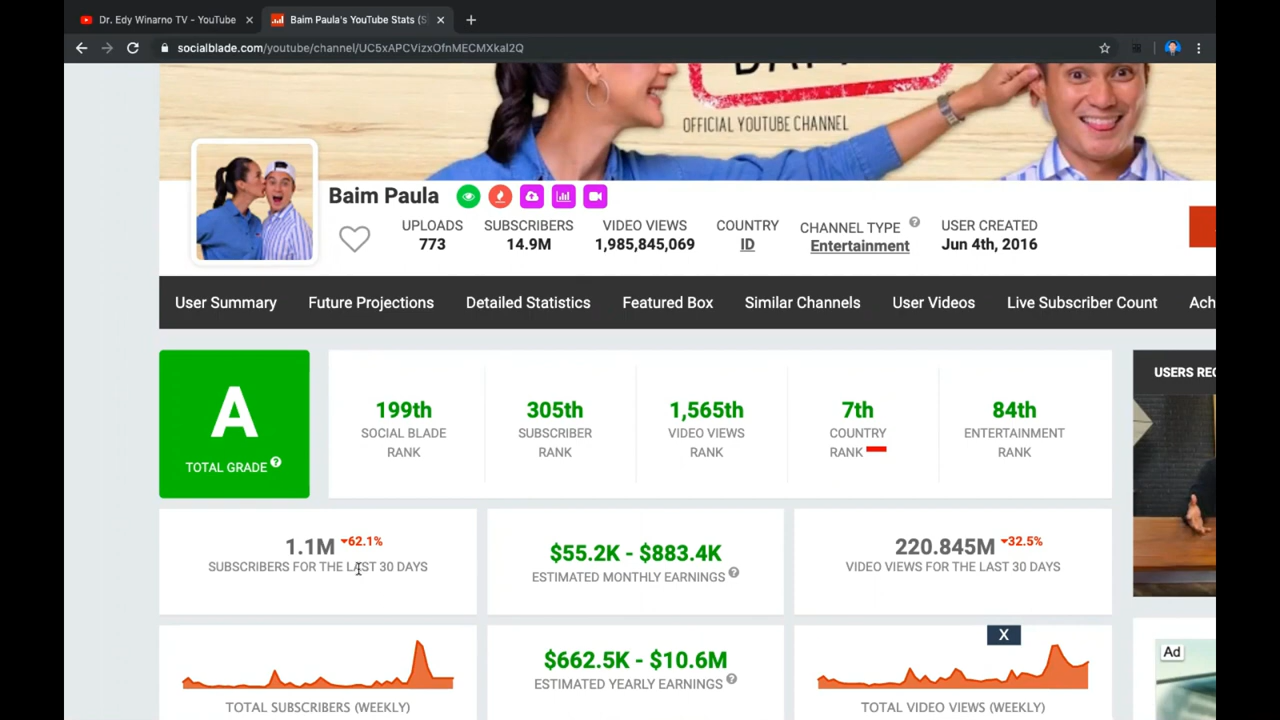 Dr. Edy Winarno TV - YouTube
Baim Paula's YouTube Stats (S
socialblade.com/youtube/channel/UC5xAPCVizxOfnMECMXkaI2Q
OFFICIAL YOUTUBE CHANNEL
Baim Paula
UPLOADS SUBSCRIBERS VIDEO VIEWS COUNTRY CHANNEL TYPE ? USER CREATED
773 14.9M 1,985,845,069 ID Entertainment Jun 4th, 2016
User Summary Future Projections Detailed Statistics Featured Box Similar Channels User Videos Live Subscriber Count Ach
A
TOTAL GRADE ?
199th 305th 1,565th 7th 84th
SOCIAL BLADE SUBSCRIBER VIDEO VIEWS COUNTRY ENTERTAINMENT
RANK RANK RANK RANK RANK
USERS REC
1.1M 62.1%
SUBSCRIBERS FOR THE LAST 30 DAYS
$55.2K - $883.4K
ESTIMATED MONTHLY EARNINGS ?
220.845M 32.5%
VIDEO VIEWS FOR THE LAST 30 DAYS
X
Ad
TOTAL SUBSCRIBERS (WEEKLY)
$662.5K - $10.6M
ESTIMATED YEARLY EARNINGS ?
TOTAL VIDEO VIEWS (WEEKLY)